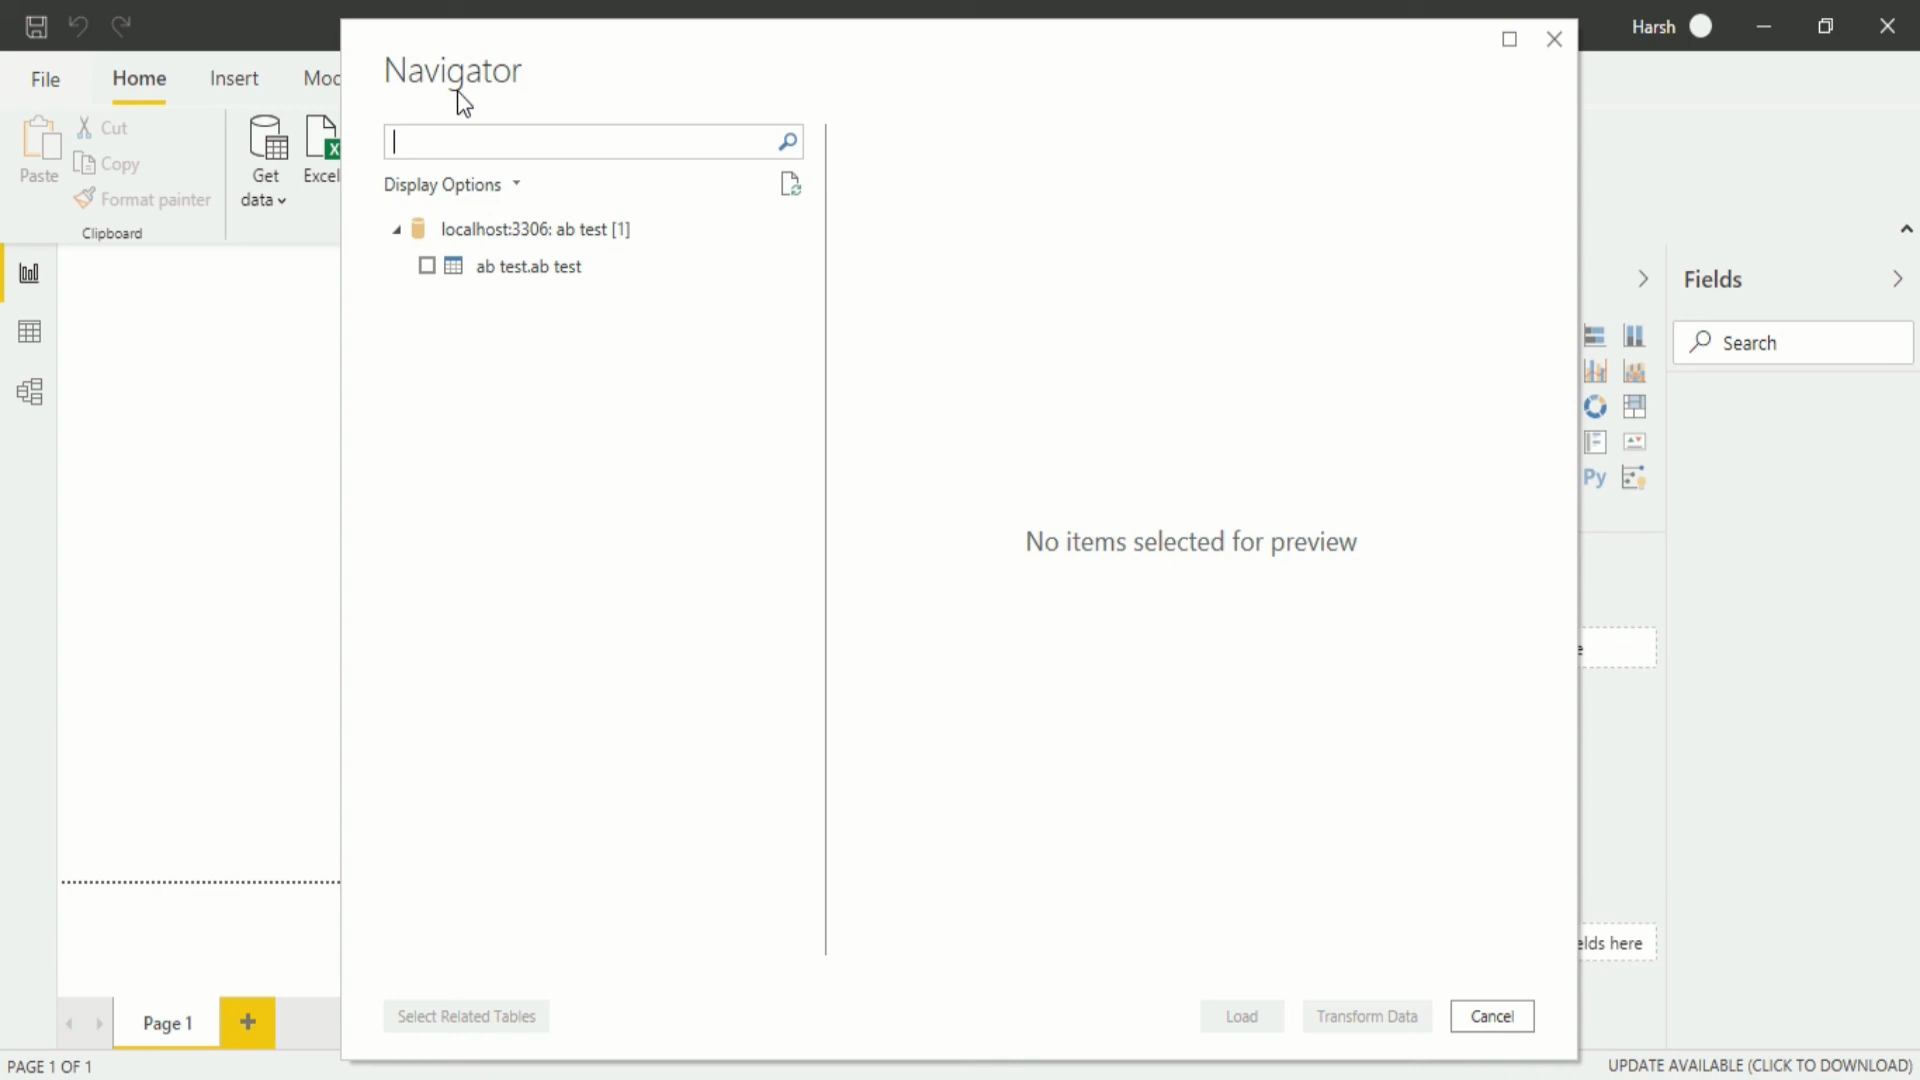 Harsh
File
Home
Insert
Mod
Navigator
Paste
Cut
Copy
Format painter
Clipboard
Get
data
Excel
Display Options
localhost:3306: ab test [1]
ab test.ab test
No items selected for preview
Fields
Search
Py
e
elds here
Select Related Tables
Load
Transform Data
Cancel
Page 1
PAGE 1 OF 1
UPDATE AVAILABLE (CLICK TO DOWNLOAD)